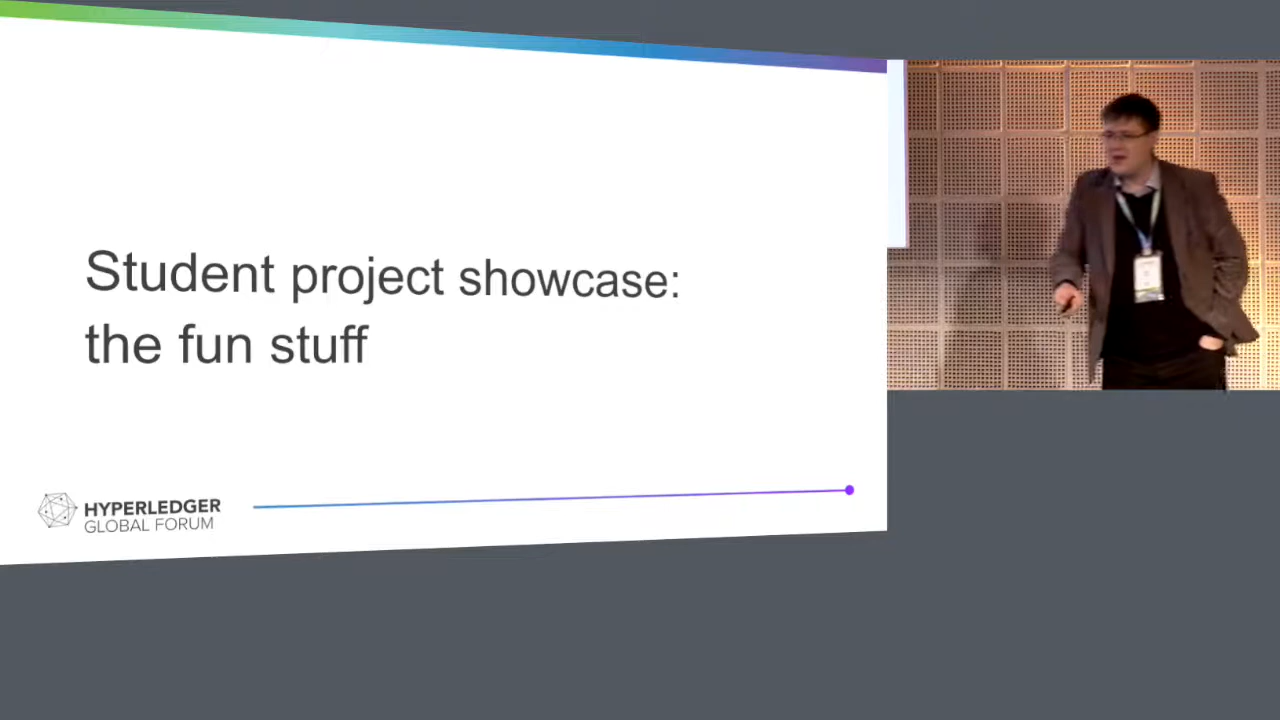 Student project showcase:
the fun stuff
HYPERLEDGER
GLOBAL FORUM